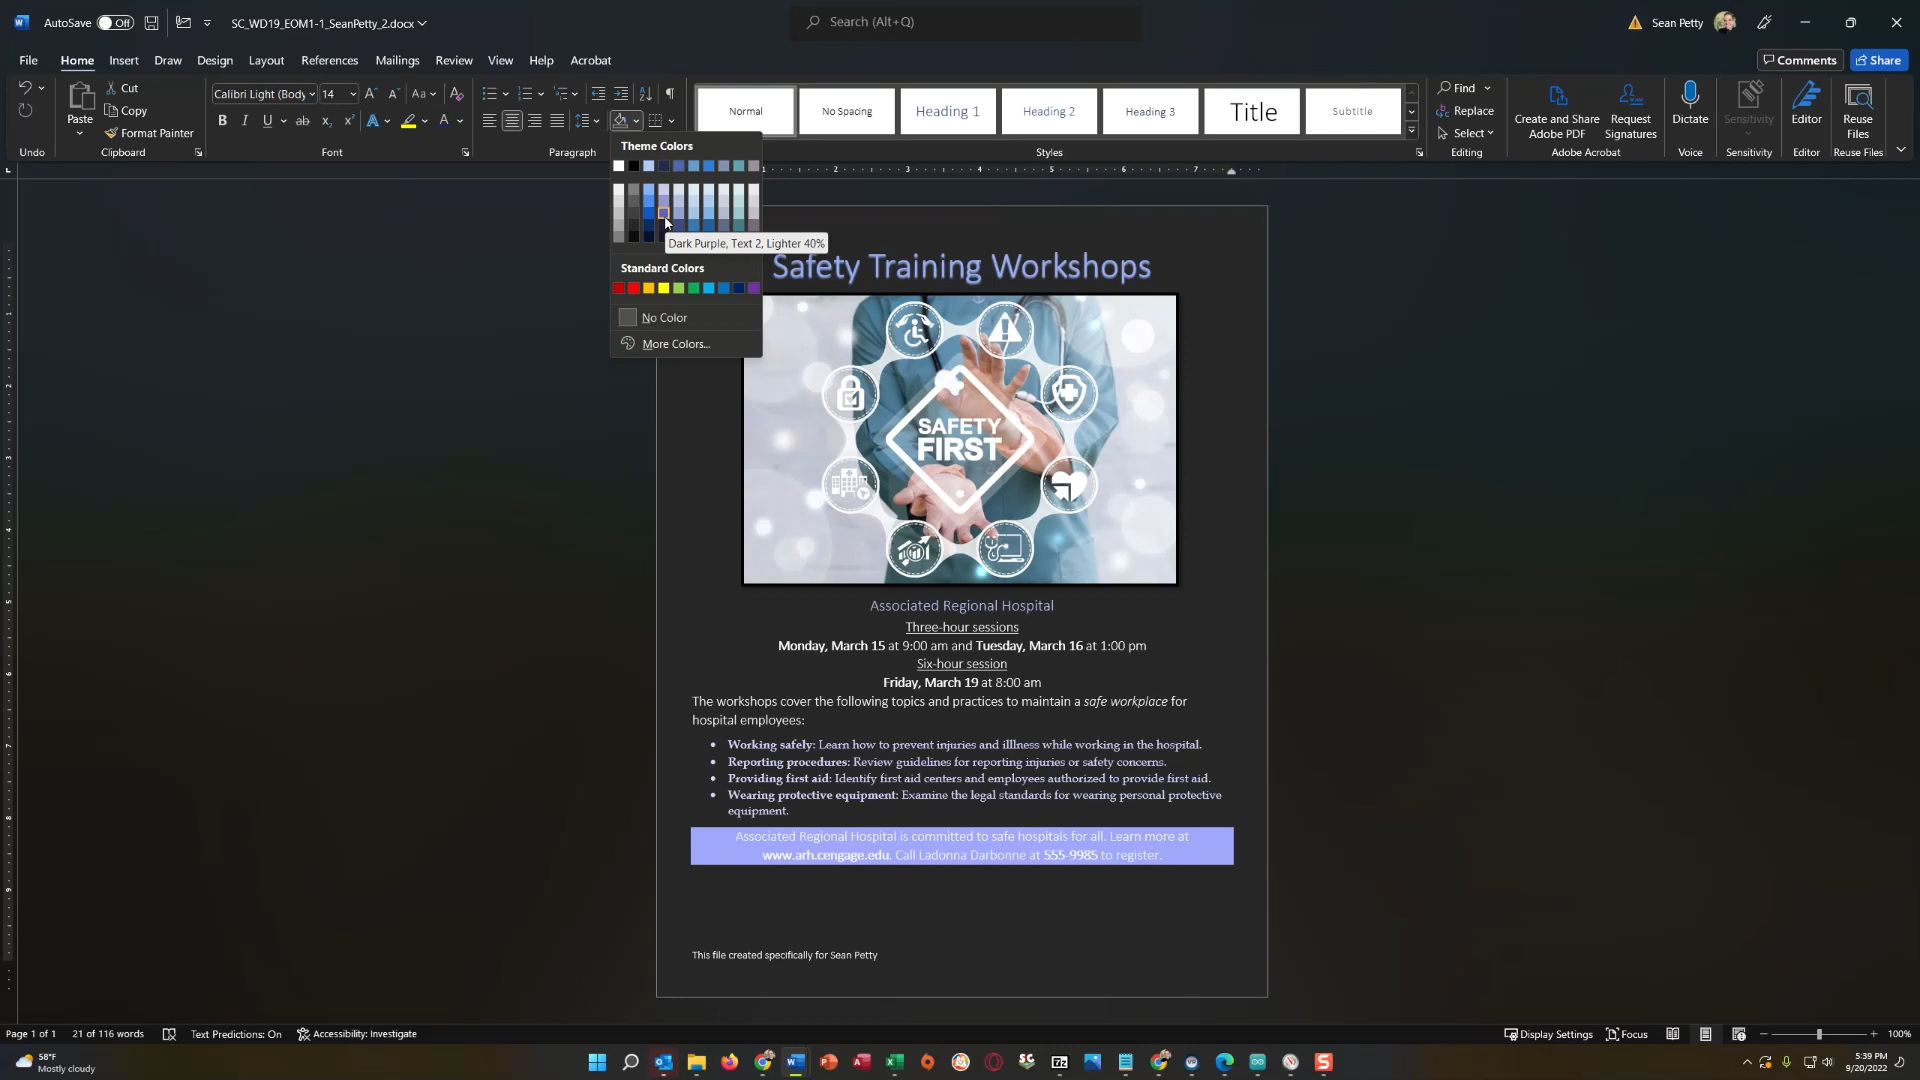 AutoSave Off SC_WD19_EOM1-1_SeanPetty_2.docx Search (Alt+Q) Sean Petty
File Home Insert Draw Design Layout References Mailings Review View Help Acrobat Comments Share
Cut
Copy
Format Painter
Paste
Undo Clipboard
Calibri Light (Body 14
Font
Paragraph
Normal No Spacing Heading 1 Heading 2 Heading 3 Title Subtitle
Styles
Find
Replace
Select
Editing
Create and Share
Adobe PDF
Request
Signatures
Adobe Acrobat
Dictate
Voice
Sensitivity
Sensitivity
Editor
Editor
Reuse
Files
Reuse Files
Theme Colors
Dark Purple, Text 2, Lighter 40%
Standard Colors
No Color
More Colors...
Safety Training Workshops
SAFETY
FIRST
Associated Regional Hospital
Three-hour sessions
Monday, March 15 at 9:00 am and Tuesday, March 16 at 1:00 pm
Six-hour session
Friday, March 19 at 8:00 am
The workshops cover the following topics and practices to maintain a safe workplace for
hospital employees:
• Working safely: Learn how to prevent injuries and illlness while working in the hospital.
• Reporting procedures: Review guidelines for reporting injuries or safety concerns.
• Providing first aid: Identify first aid centers and employees authorized to provide first aid.
• Wearing protective equipment: Examine the legal standards for wearing personal protective
equipment.
Associated Regional Hospital is committed to safe hospitals for all. Learn more at
www.arh.cengage.edu. Call Ladonna Darbonne at 555-9985 to register.
This file created specifically for Sean Petty
Page 1 of 1 21 of 116 words Text Predictions: On Accessibility: Investigate Display Settings Focus 100%
58°F
Mostly cloudy
5:39 PM
9/20/2022